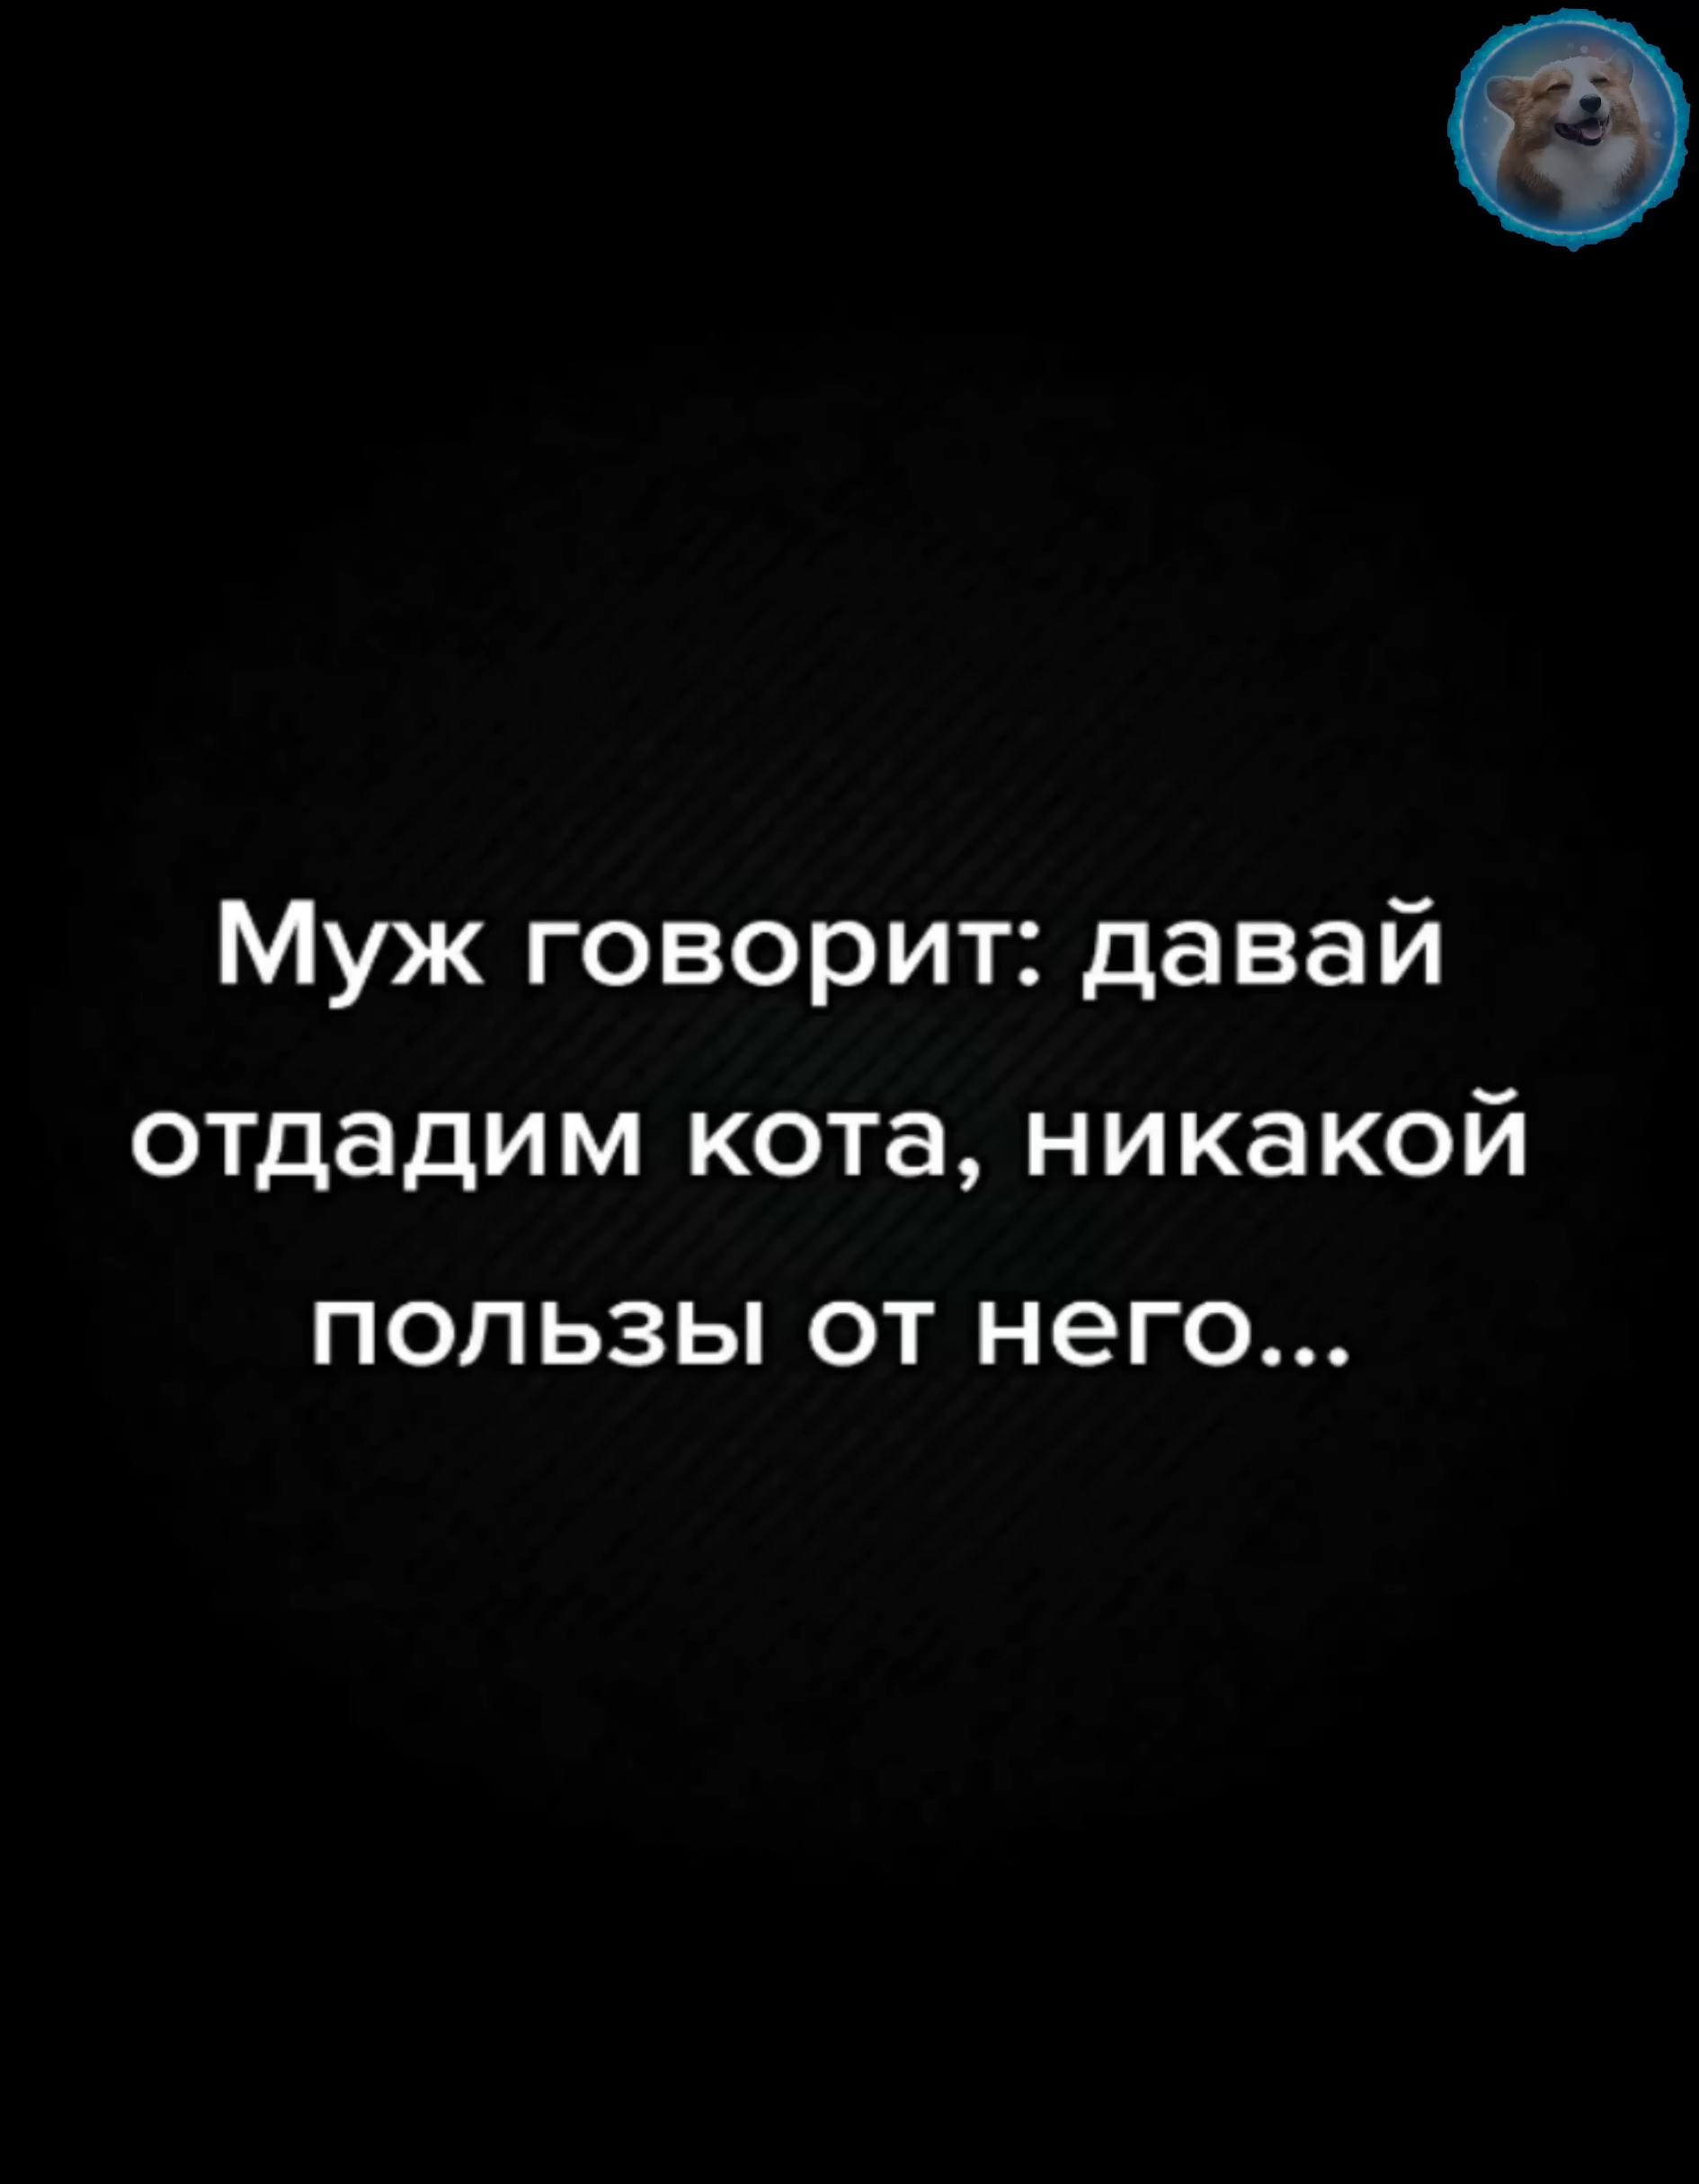 Муж говорит: давай
отдадим кота, никакой
пользы от него...